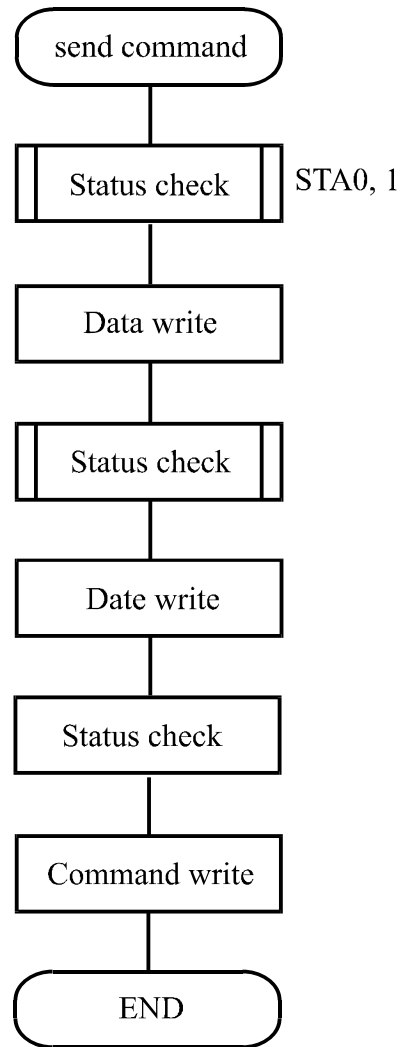 send command
Status check
STA0, 1
Data write
Status check
Date write
Status check
Command write
END